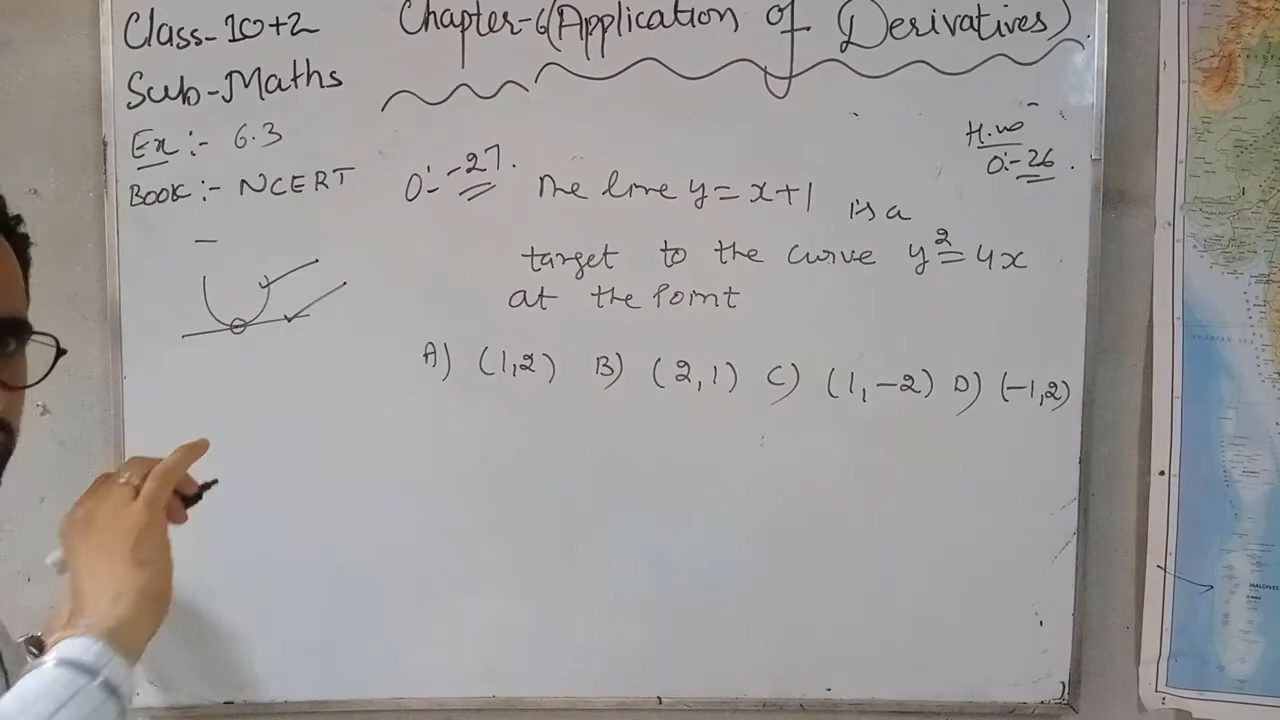 Class-10+2
Chapter-6(Application of Derivatives)
Sub-Maths
Ex :- 6.3
BOOK :- NCERT
H.w
Q:-26.
Q:-27. The line y=x+1 is a
target to the curve y²=4x
at the Point
A) (1,2) B) (2,1) C) (1,-2) D) (-1,2)
MALDIVES